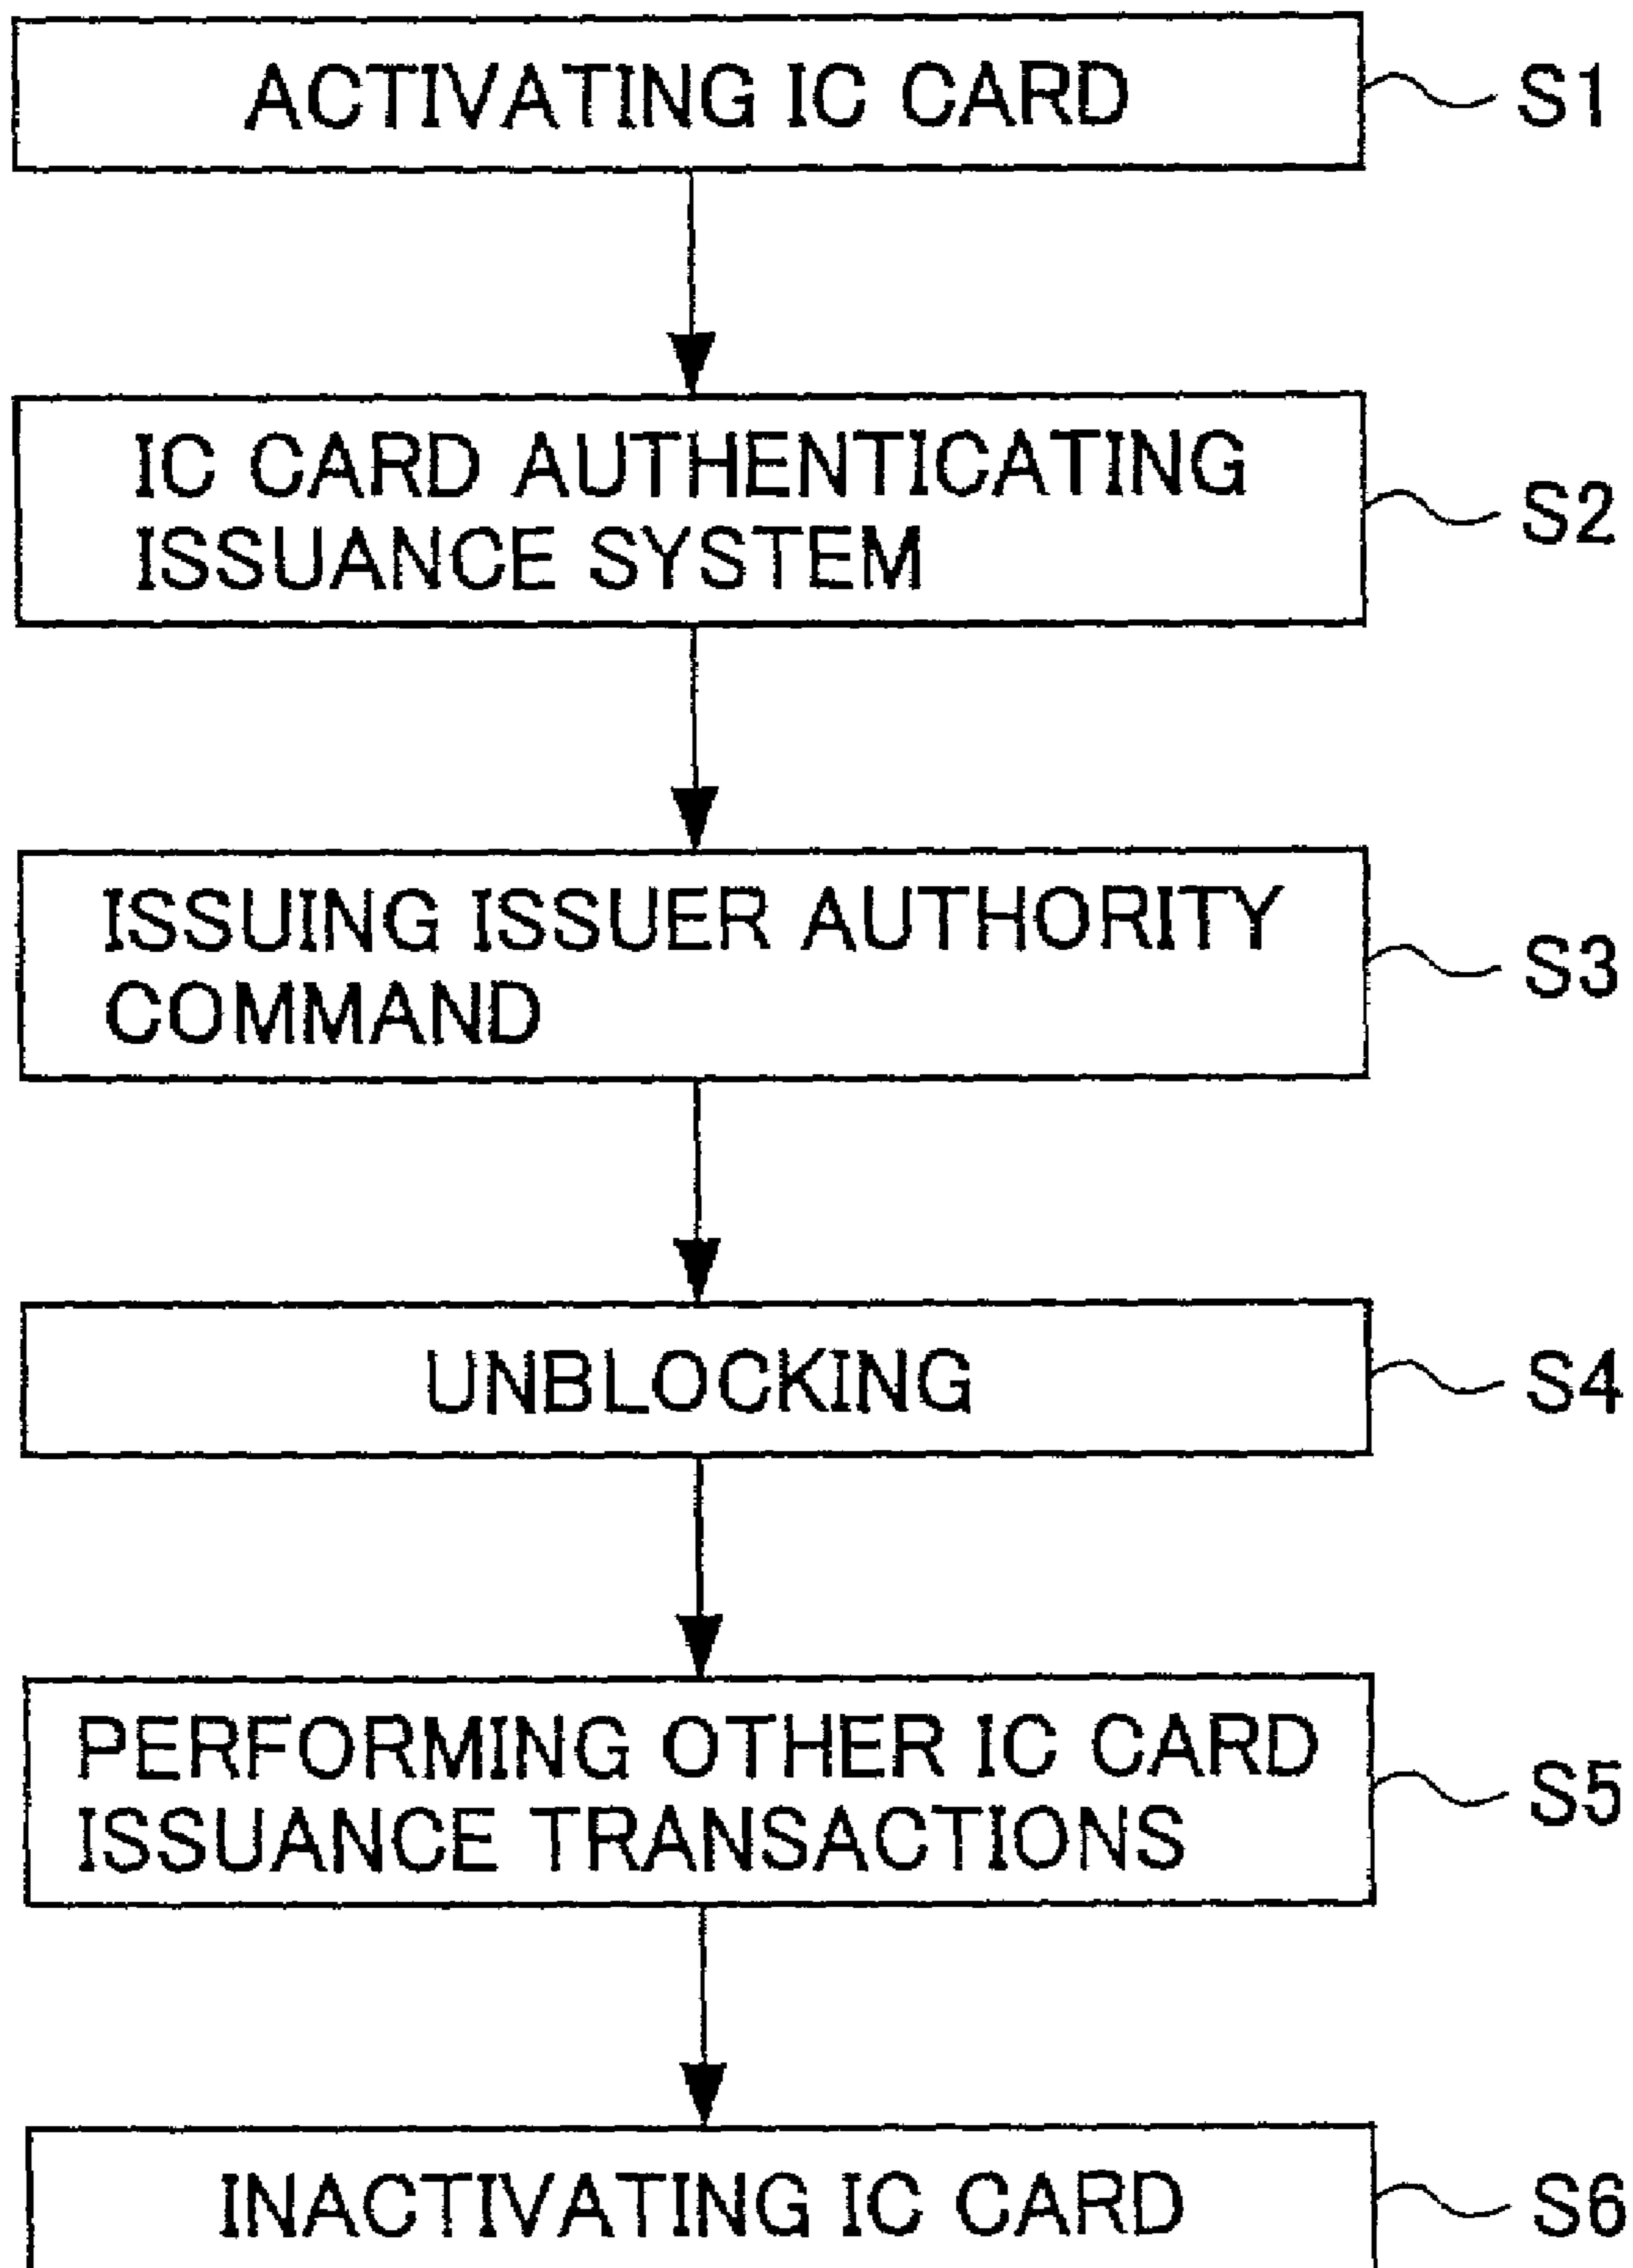 ACTIVATING IC CARD
S1
IC CARD AUTHENTICATING
ISSUANCE SYSTEM
S2
ISSUING ISSUER AUTHORITY
COMMAND
S3
UNBLOCKING
S4
PERFORMING OTHER IC CARD
ISSUANCE TRANSACTIONS
S5
INACTIVATING IC CARD
S6